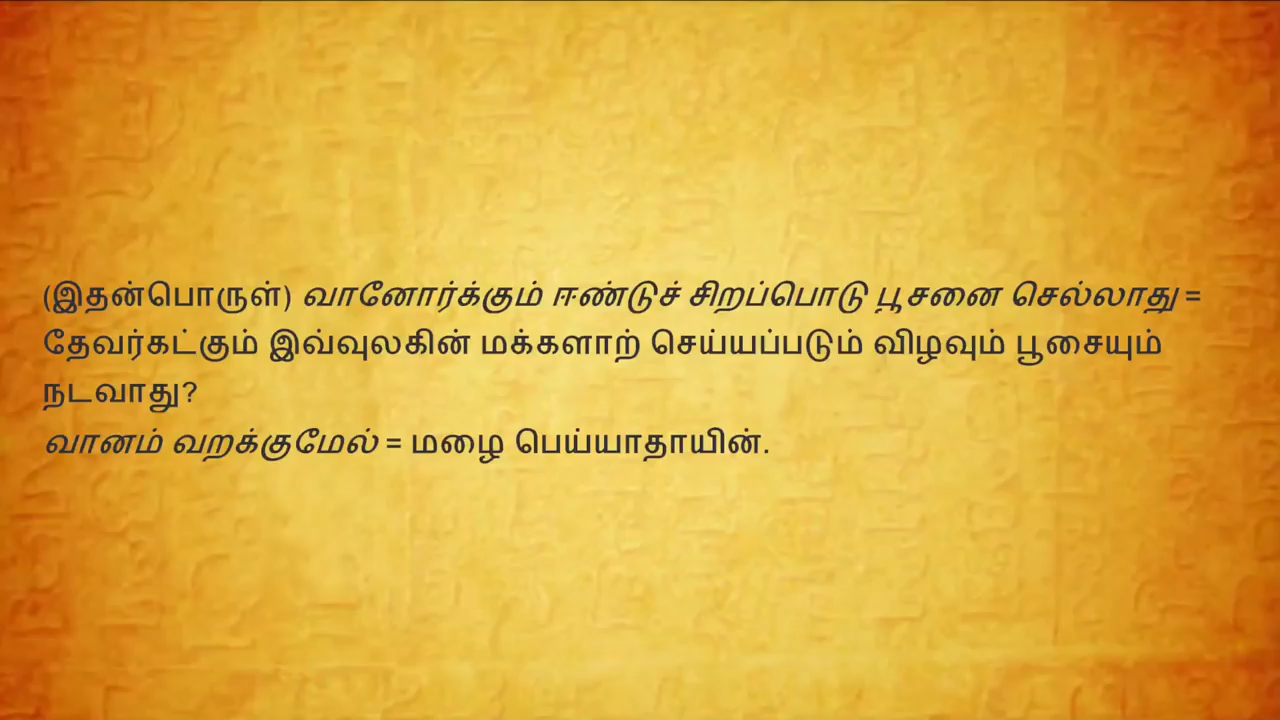 (இதன்பொருள்) வானோர்க்கும் ஈண்டுச் சிறப்பொடு பூசனை செல்லாது =
தேவர்கட்கும் இவ்வுலகின் மக்களாற் செய்யப்படும் விழவும் பூசையும்
நடவாது?
வானம் வறக்குமேல் = மழை பெய்யாதாயின்.